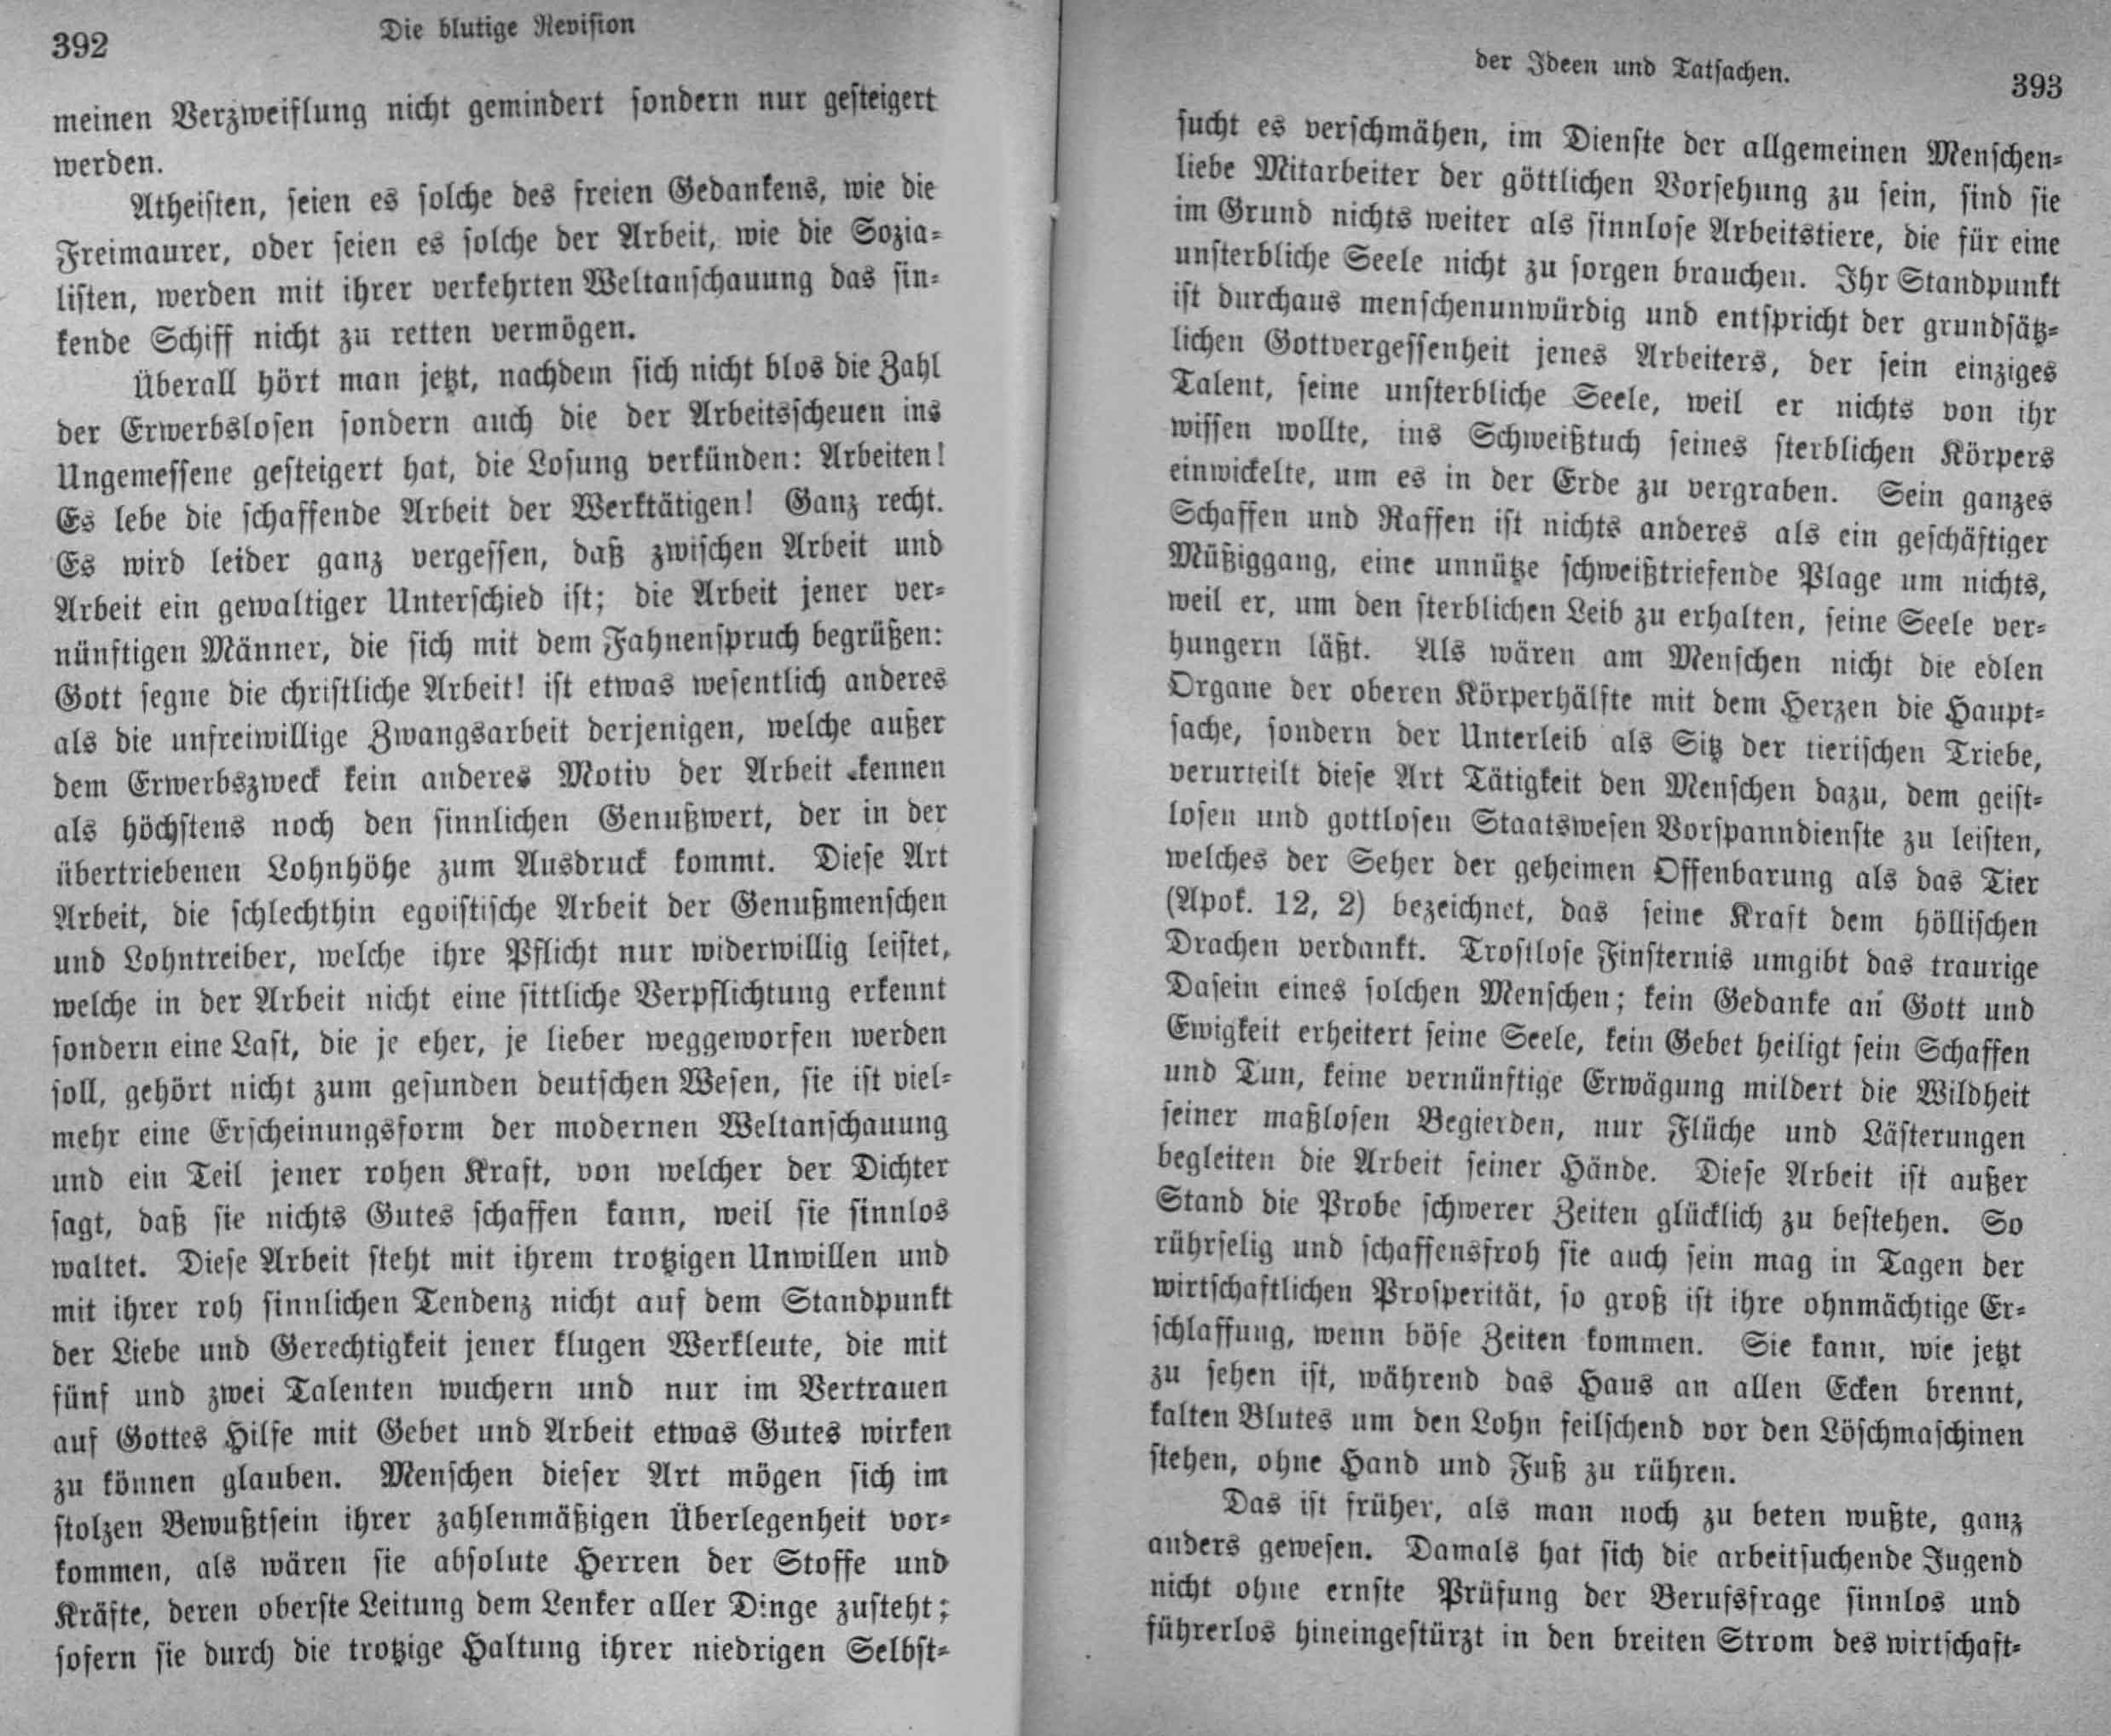 392
Die blutige Revision
meinen Verzweiflung nicht gemindert sondern nur gesteigert
werden.
Atheisten, seien es solche des freien Gedankens, wie die
Freimaurer, oder seien es solche der Arbeit, wie die Sozia-
listen, werden mit ihrer verkehrten Weltanschauung das sin-
kende Schiff nicht zu retten vermögen.
Überall hört man jetzt, nachdem sich nicht blos die Zahl
der Erwerbslosen sondern auch die der Arbeitsscheuen ins
Ungemessene gesteigert hat, die Losung verkünden: Arbeiten!
Es lebe die schaffende Arbeit der Werktätigen! Ganz recht.
Es wird leider ganz vergessen, daß zwischen Arbeit und
Arbeit ein gewaltiger Unterschied ist; die Arbeit jener ver-
nünftigen Männer, die sich mit dem Fahnenspruch begrüßen:
Gott segne die christliche Arbeit! ist etwas wesentlich anderes
als die unfreiwillige Zwangsarbeit derjenigen, welche außer
dem Erwerbszweck kein anderes Motiv der Arbeit kennen
als höchstens noch den sinnlichen Genußwert, der in der
übertriebenen Lohnhöhe zum Ausdruck kommt. Diese Art
Arbeit, die schlechthin egoistische Arbeit der Genußmenschen
und Lohntreiber, welche ihre Pflicht nur widerwillig leistet,
welche in der Arbeit nicht eine sittliche Verpflichtung erkennt
sondern eine Last, die je eher, je lieber weggeworfen werden
soll, gehört nicht zum gesunden deutschen Wesen, sie ist viel-
mehr eine Erscheinungsform der modernen Weltanschauung
und ein Teil jener rohen Kraft, von welcher der Dichter
sagt, daß sie nichts Gutes schaffen kann, weil sie sinnlos
waltet. Diese Arbeit steht mit ihrem trotzigen Unwillen und
mit ihrer roh sinnlichen Tendenz nicht auf dem Standpunkt
der Liebe und Gerechtigkeit jener klugen Werkleute, die mit
fünf und zwei Talenten wuchern und nur im Vertrauen
auf Gottes Hilfe mit Gebet und Arbeit etwas Gutes wirken
zu können glauben. Menschen dieser Art mögen sich im
stolzen Bewußtsein ihrer zahlenmäßigen Überlegenheit vor-
kommen, als wären sie absolute Herren der Stoffe und
Kräfte, deren oberste Leitung dem Lenker aller Dinge zusteht;
sofern sie durch die trotzige Haltung ihrer niedrigen Selbst-
der Ideen und Tatsachen.
393
sucht es verschmähen, im Dienste der allgemeinen Menschen-
liebe Mitarbeiter der göttlichen Vorsehung zu sein, sind sie
im Grund nichts weiter als sinnlose Arbeitstiere, die für eine
unsterbliche Seele nicht zu sorgen brauchen. Ihr Standpunkt
ist durchaus menschenunwürdig und entspricht der grundsätz-
lichen Gottvergessenheit jenes Arbeiters, der sein einziges
Talent, seine unsterbliche Seele, weil er nichts von ihr
wissen wollte, ins Schweißtuch seines sterblichen Körpers
einwickelte, um es in der Erde zu vergraben. Sein ganzes
Schaffen und Raffen ist nichts anderes als ein geschäftiger
Müßiggang, eine unnütze schweißtriefende Plage um nichts,
weil er, um den sterblichen Leib zu erhalten, seine Seele ver-
hungern läßt. Als wären am Menschen nicht die edlen
Organe der oberen Körperhälfte mit dem Herzen die Haupt-
sache, sondern der Unterleib als Sitz der tierischen Triebe,
verurteilt diese Art Tätigkeit den Menschen dazu, dem geist-
losen und gottlosen Staatswesen Vorspanndienste zu leisten,
welches der Seher der geheimen Offenbarung als das Tier
(Apok. 12, 2) bezeichnet, das seine Kraft dem höllischen
Drachen verdankt. Trostlose Finsternis umgibt das traurige
Dasein eines solchen Menschen; kein Gedanke an Gott und
Ewigkeit erheitert seine Seele, kein Gebet heiligt sein Schaffen
und Tun, keine vernünftige Erwägung mildert die Wildheit
seiner maßlosen Begierden, nur Flüche und Lästerungen
begleiten die Arbeit seiner Hände. Diese Arbeit ist außer
Stand die Probe schwerer Zeiten glücklich zu bestehen. So
rührselig und schaffensfroh sie auch sein mag in Tagen der
wirtschaftlichen Prosperität, so groß ist ihre ohnmächtige Er-
schlaffung, wenn böse Zeiten kommen. Sie kann, wie jetzt
zu sehen ist, während das Haus an allen Ecken brennt,
kalten Blutes um den Lohn feilschend vor den Löschmaschinen
stehen, ohne Hand und Fuß zu rühren.
Das ist früher, als man noch zu beten wußte, ganz
anders gewesen. Damals hat sich die arbeitsuchende Jugend
nicht ohne ernste Prüfung der Berufsfrage sinnlos und
führerlos hineingestürzt in den breiten Strom des wirtschaft-